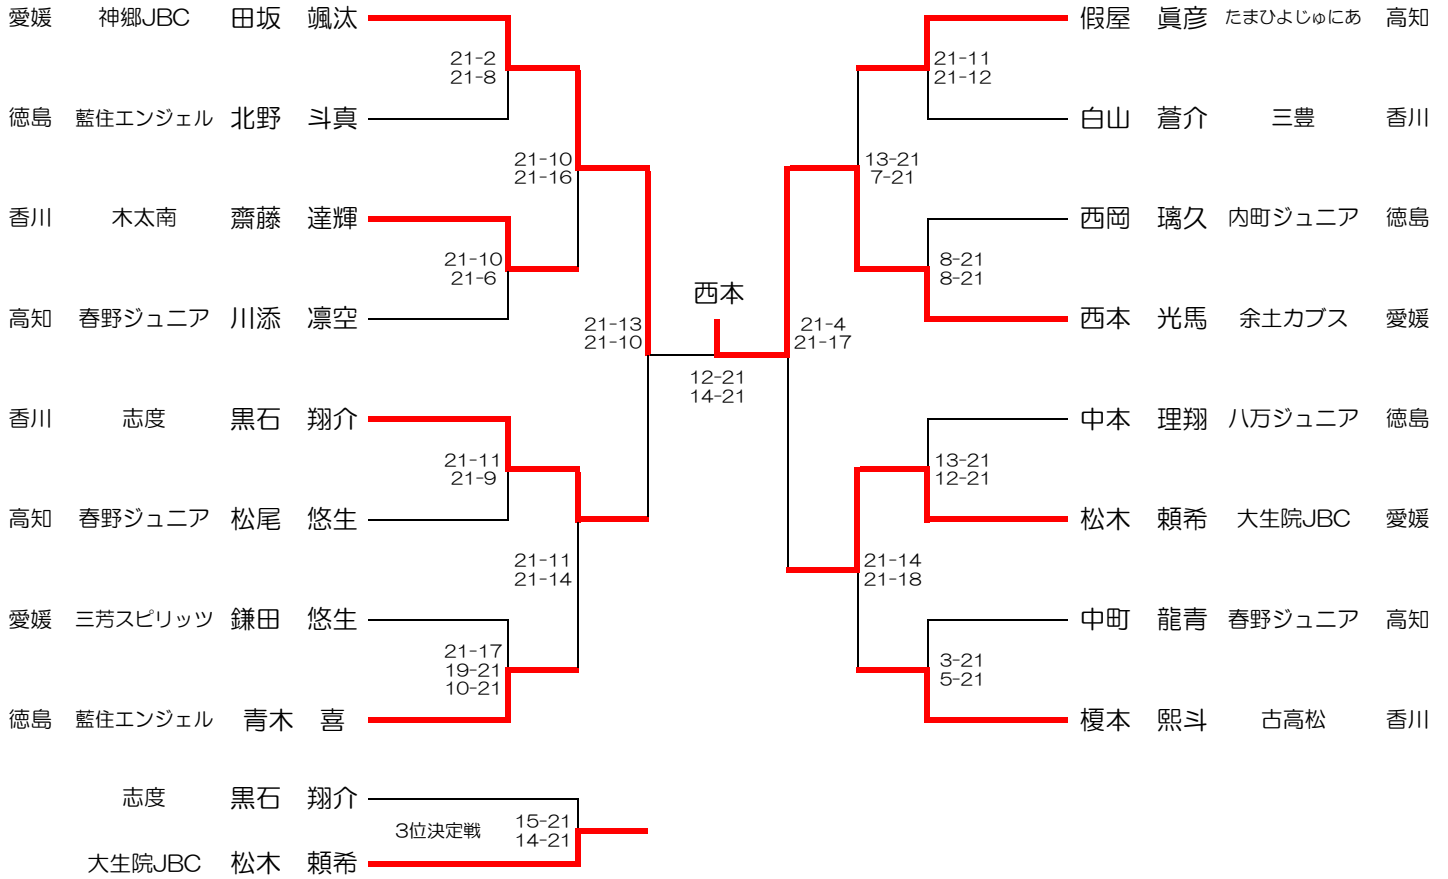 愛媛 神郷JBC 田坂 颯汰
21-2
21-8
徳島 藍住エンジェル 北野 斗真
21-10
21-16
香川 木太南 齋藤 達輝
21-10
21-6
高知 春野ジュニア 川添 凛空
21-13
21-10
香川 志度 黒石 翔介
21-11
21-9
高知 春野ジュニア 松尾 悠生
21-11
21-14
愛媛 三芳スピリッツ 鎌田 悠生
21-17
19-21
10-21
徳島 藍住エンジェル 青木 喜
西本
12-21
14-21
假屋 眞彦 たまひよじゅにあ 高知
21-11
21-12
白山 蒼介 三豊 香川
13-21
7-21
西岡 璃久 内町ジュニア 徳島
8-21
8-21
西本 光馬 余土カブス 愛媛
21-4
21-17
中本 理翔 八万ジュニア 徳島
13-21
12-21
松木 頼希 大生院JBC 愛媛
21-14
21-18
中町 龍青 春野ジュニア 高知
3-21
5-21
榎本 熙斗 古高松 香川
志度 黒石 翔介
3位決定戦
15-21
14-21
大生院JBC 松木 頼希